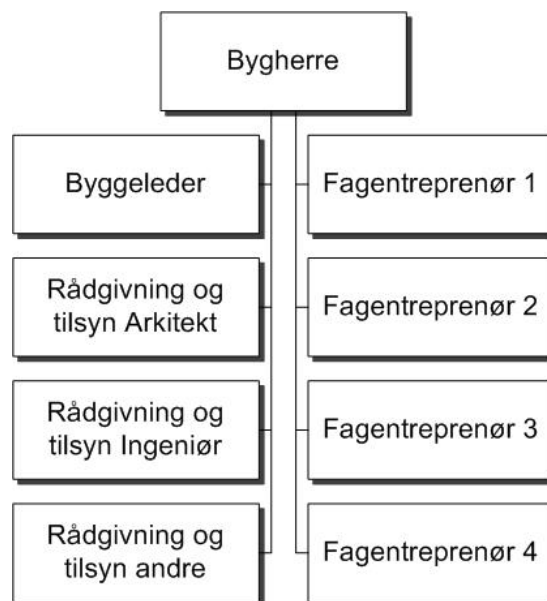 Bygherre
Byggeleder
Fagentreprenør 1
Rådgivning og
tilsyn Arkitekt
Fagentreprenør 2
Rådgivning og
tilsyn Ingeniør
Fagentreprenør 3
Rådgivning og
tilsyn andre
Fagentreprenør 4